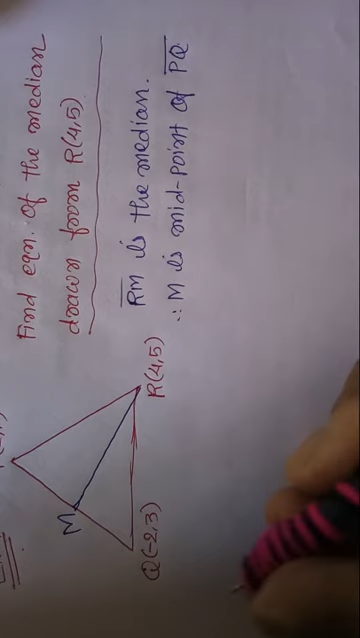 Find eqn. of the median
drawn from R(4,5)
RM is the median.
∴ M is mid-point of PQ
M
Q(-2,3)
R(4,5)